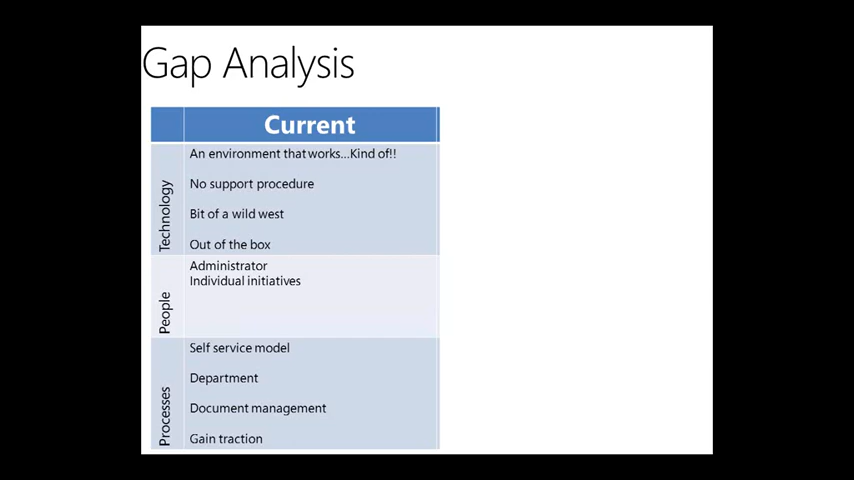 Gap Analysis
Current
Technology
An environment that works...Kind of!!
No support procedure
Bit of a wild west
Out of the box
People
Administrator
Individual initiatives
Processes
Self service model
Department
Document management
Gain traction